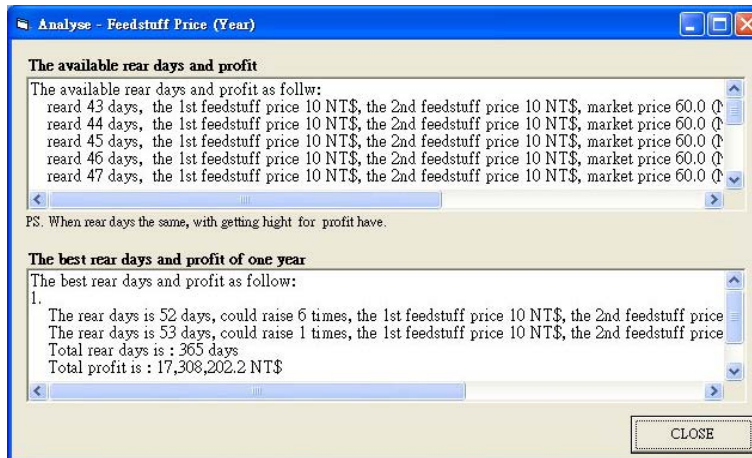 Analyse - Feedstuff Price (Year)
The available rear days and profit
The available rear days and profit as follw:
reard 43 days, the 1st feedstuff price 10 NT$, the 2nd feedstuff price 10 NT$, market price 60.0 (N
reard 44 days, the 1st feedstuff price 10 NT$, the 2nd feedstuff price 10 NT$, market price 60.0 (N
reard 45 days, the 1st feedstuff price 10 NT$, the 2nd feedstuff price 10 NT$, market price 60.0 (N
reard 46 days, the 1st feedstuff price 10 NT$, the 2nd feedstuff price 10 NT$, market price 60.0 (N
reard 47 days, the 1st feedstuff price 10 NT$, the 2nd feedstuff price 10 NT$, market price 60.0 (N
PS. When rear days the same, with getting hight for profit have.
The best rear days and profit of one year
The best rear days and profit as follow:
1.
The rear days is 52 days, could raise 6 times, the 1st feedstuff price 10 NT$, the 2nd feedstuff price
The rear days is 53 days, could raise 1 times, the 1st feedstuff price 10 NT$, the 2nd feedstuff price
Total rear days is : 365 days
Total profit is : 17,308,202.2 NT$
CLOSE